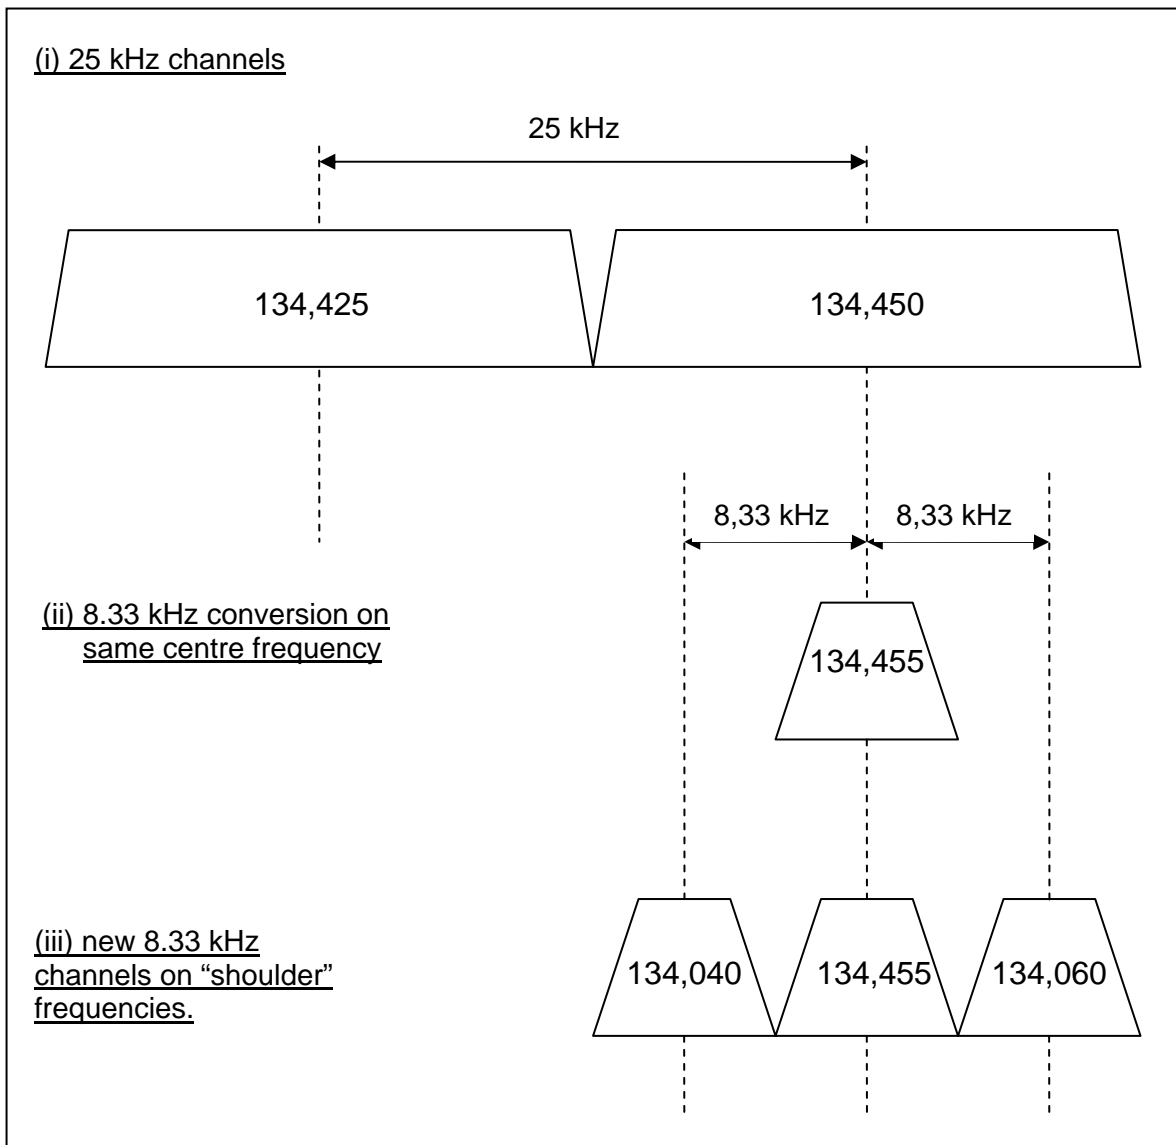 (i) 25 kHz channels
25 kHz
134,425
134,450
8,33 kHz
8,33 kHz
(ii) 8.33 kHz conversion on
same centre frequency
134,455
(iii) new 8.33 kHz
channels on “shoulder”
frequencies.
134,040
134,455
134,060